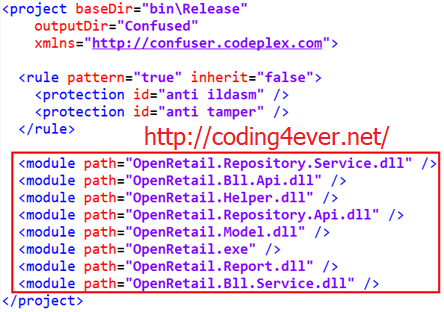 <project baseDir="bin\Release"
outputDir="Confused"
xmlns="http://confuser.codeplex.com">
<rule pattern="true" inherit="false">
<protection id="anti ildasm" />
<protection id="anti tamper" />
</rule>
http://coding4ever.net/
<module path="OpenRetail.Repository.Service.dll" />
<module path="OpenRetail.Bll.Api.dll" />
<module path="OpenRetail.Helper.dll" />
<module path="OpenRetail.Repository.Api.dll" />
<module path="OpenRetail.Model.dll" />
<module path="OpenRetail.exe" />
<module path="OpenRetail.Report.dll" />
<module path="OpenRetail.Bll.Service.dll" />
</project>